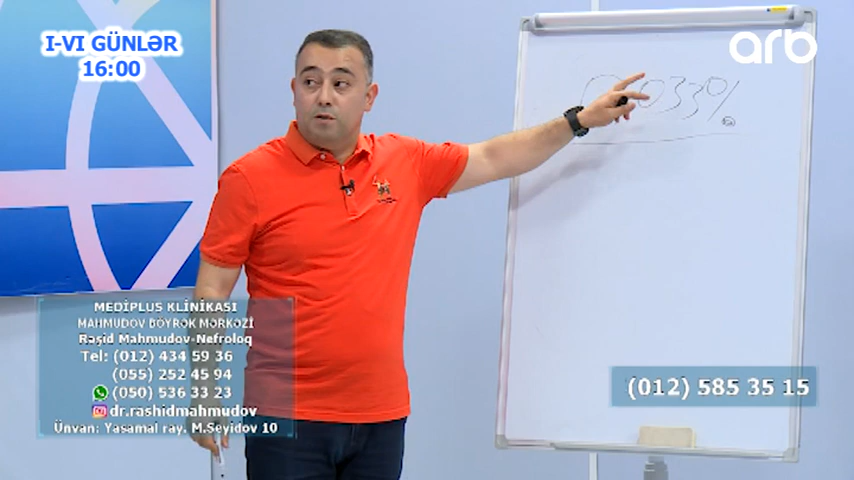 I-VI GÜNLƏR
16:00
arb
MEDİPLUS KLİNİKASI
MAHMUDOV BÖYRƏK MƏRKƏZİ
Rəşid Mahmudov-Nefroloq
Tel: (012) 434 59 36
(055) 252 45 94
(050) 536 33 23
dr.rashidmahmudov
Ünvan: Yasamal ray. M.Seyidov 10
(012) 585 35 15